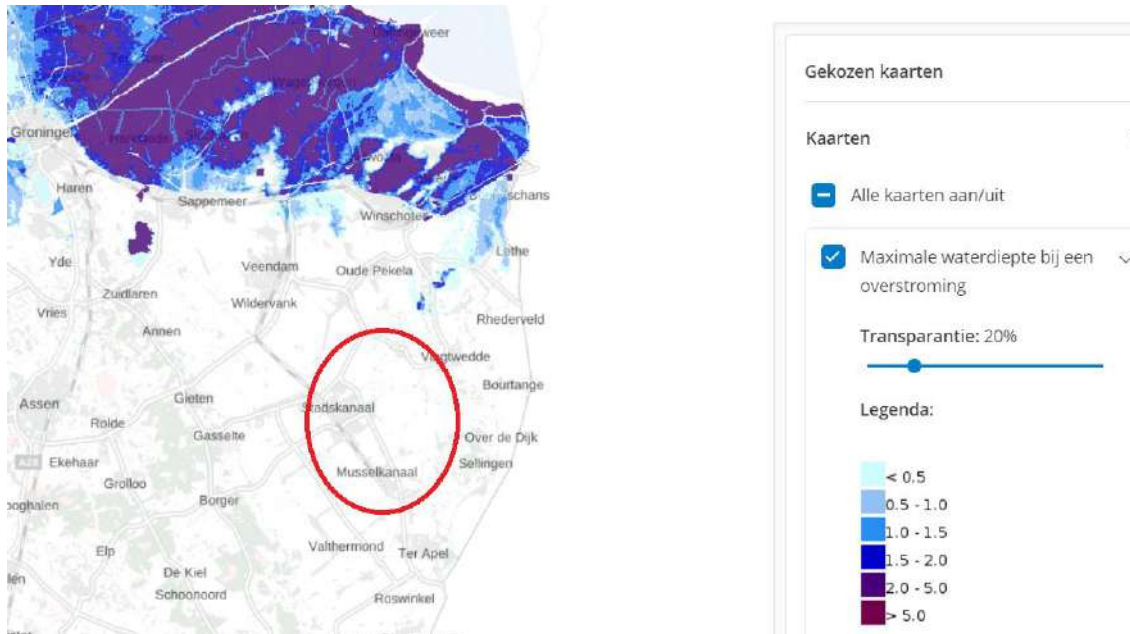 Groningen
Haren
Sappemeer
Winschoten
schans
Lethe
Yde
Veendam
Oude Pekela
Zuidlaren
Wildervank
Vries
Rhederveld
Annen
Vlagtwedde
Bourtange
Assen
Gieten
Stadskanaal
Rolde
Gasselte
Over de Dijk
Ekehaar
Musselkanaal
Sellingen
Grolloo
ooghalen
Borger
Elp
Valthermond
Ter Apel
De Kiel
Schoonoord
Roswinkel
Gekozen kaarten
Kaarten
Alle kaarten aan/uit
Maximale waterdiepte bij een
overstroming
Transparantie: 20%
Legenda:
< 0.5
0.5 - 1.0
1.0 - 1.5
1.5 - 2.0
2.0 - 5.0
> 5.0